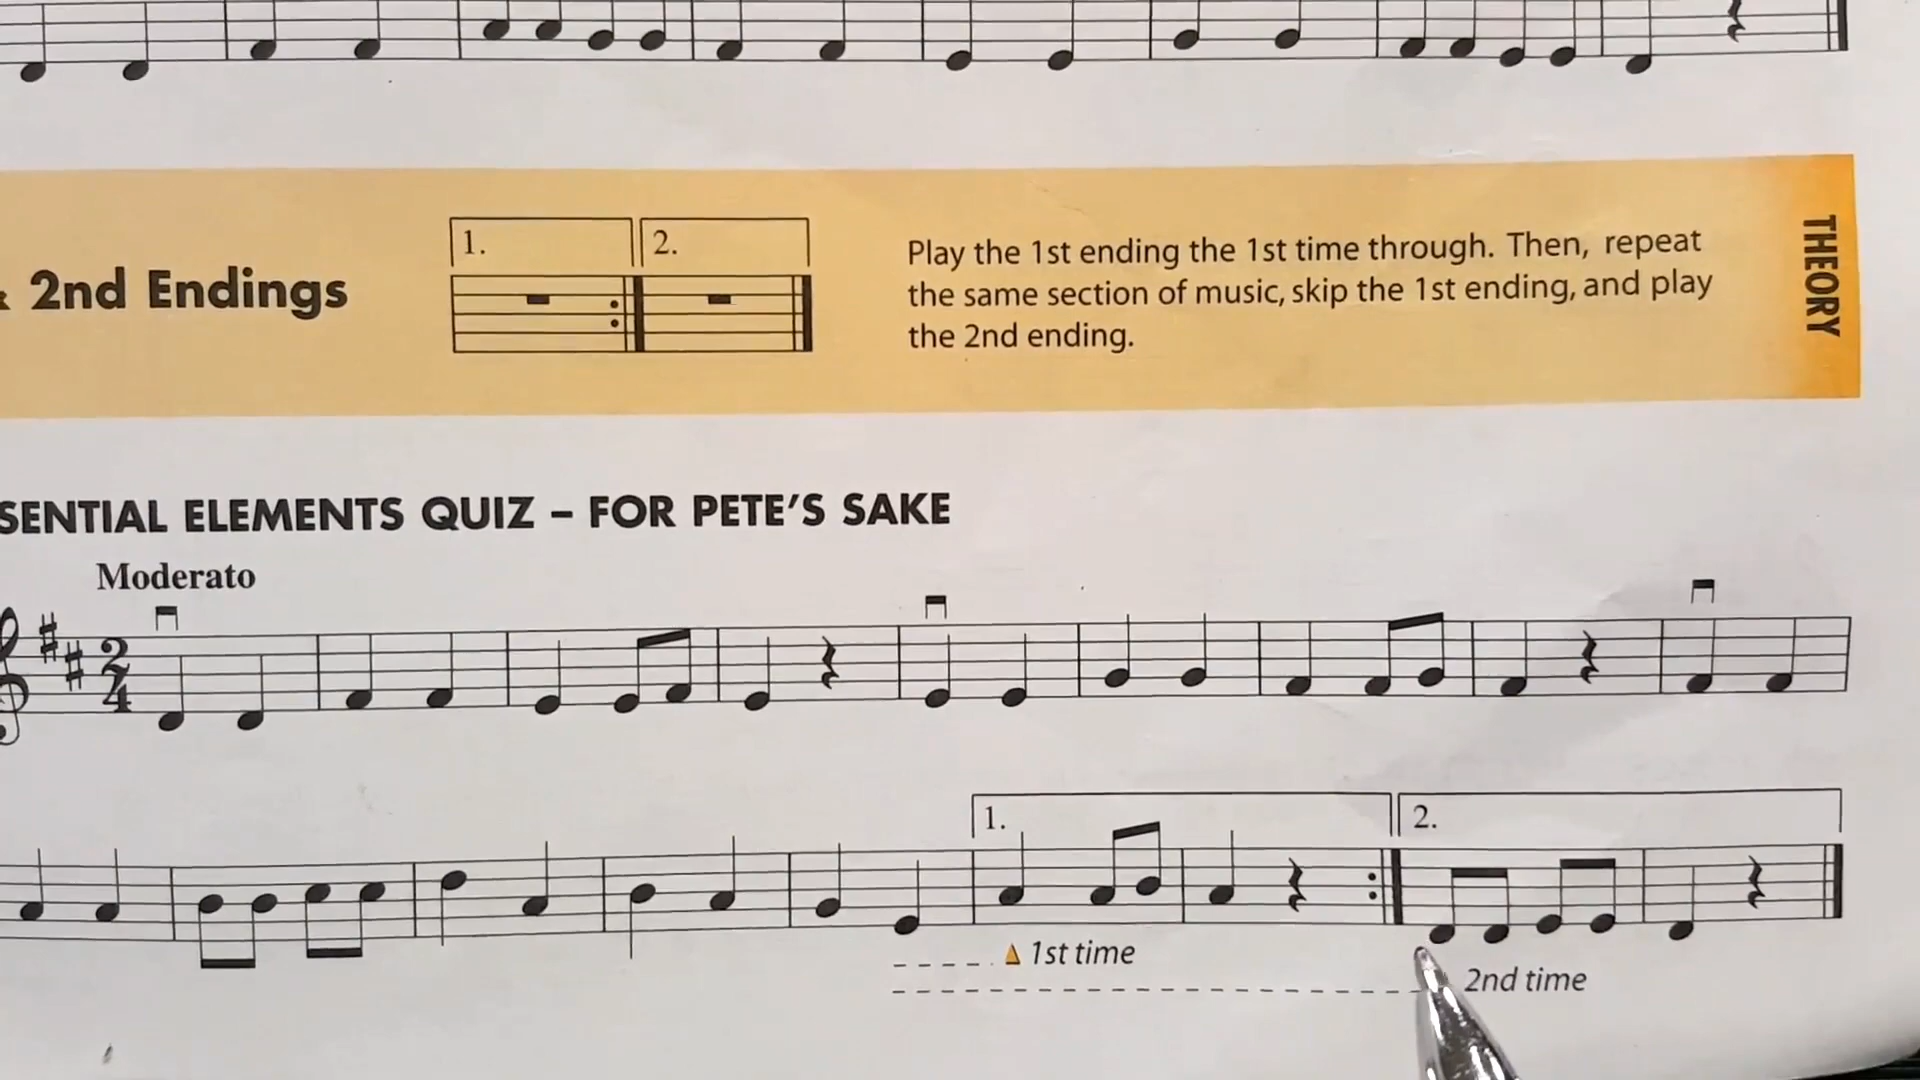 2nd Endings
1. 2.
Play the 1st ending the 1st time through. Then, repeat
the same section of music, skip the 1st ending, and play
the 2nd ending.
THEORY
SENTIAL ELEMENTS QUIZ – FOR PETE'S SAKE
Moderato
2
4
1. 2.
1st time
2nd time